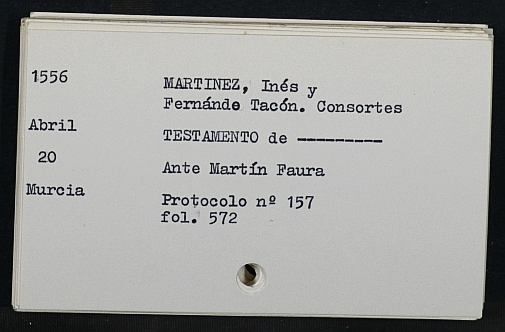 1556
MARTINEZ, Inés y
Fernánde Tacón. Consortes
Abril
TESTAMENTO de ---------
20
Ante Martín Faura
Murcia
Protocolo nº 157
fol. 572